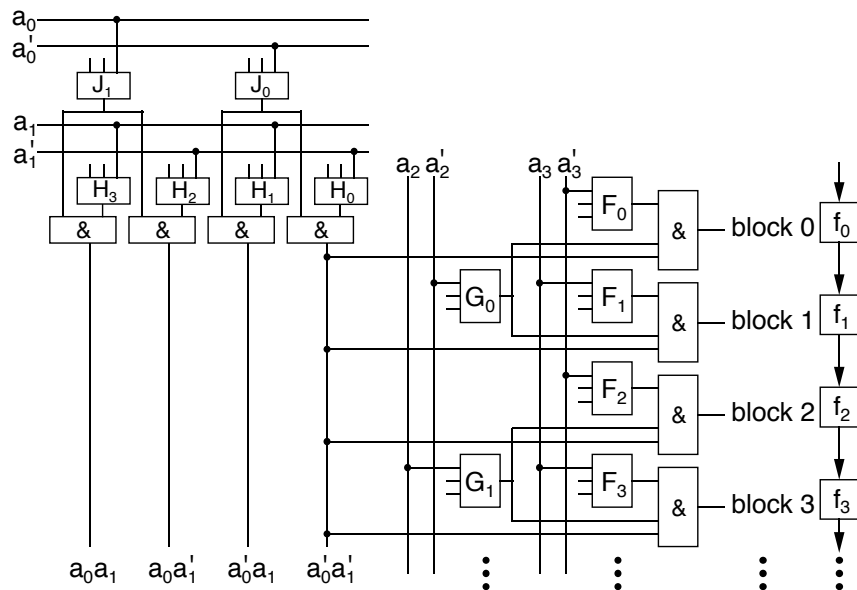 a₀
a₀'
J₁ J₀
a₁
a₁'
H₃ H₂ H₁ H₀
& & & &
a₂ a₂' a₃ a₃'
F₀ & block 0 f₀
G₀ F₁ & block 1 f₁
F₂ & block 2 f₂
G₁ F₃ & block 3 f₃
a₀a₁ a₀a₁' a₀'a₁ a₀'a₁'